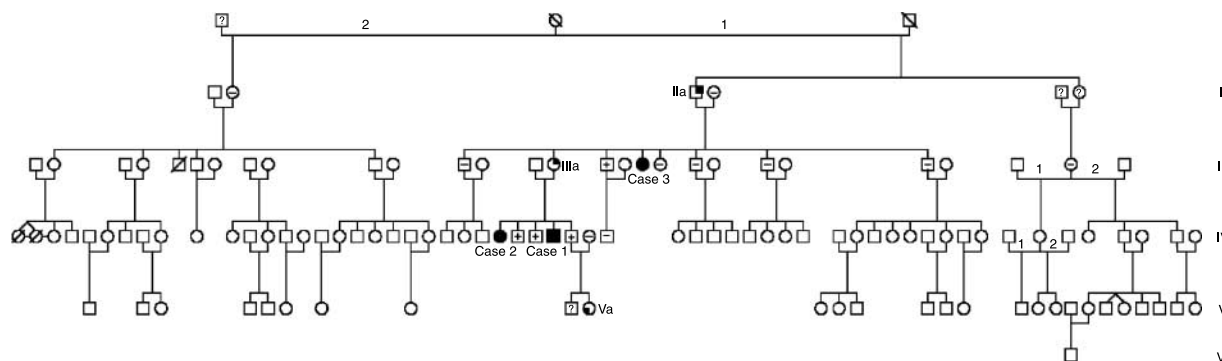 ? 2 1
IIa ? ? I
+ IIIa + Case 3 1 2 I
Case 2 + + Case 1 + 1 2 I
? Va V
V